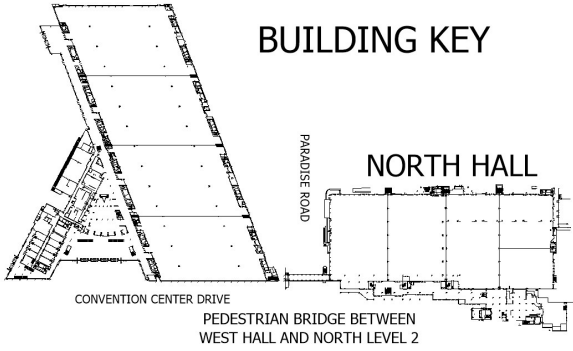 BUILDING KEY
NORTH HALL
PARADISE ROAD
CONVENTION CENTER DRIVE
PEDESTRIAN BRIDGE BETWEEN
WEST HALL AND NORTH LEVEL 2